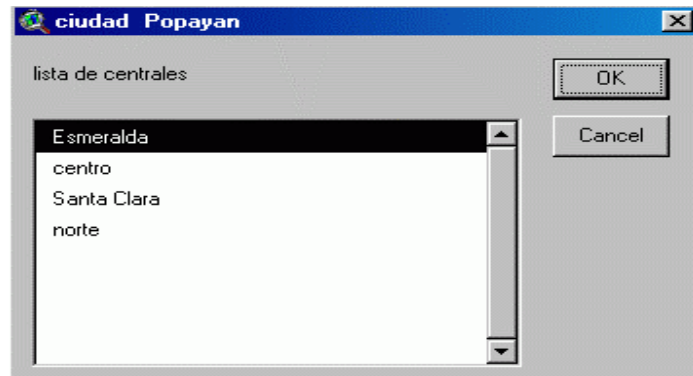 ciudad Popayan
lista de centrales
OK
Cancel
Esmeralda
centro
Santa Clara
norte